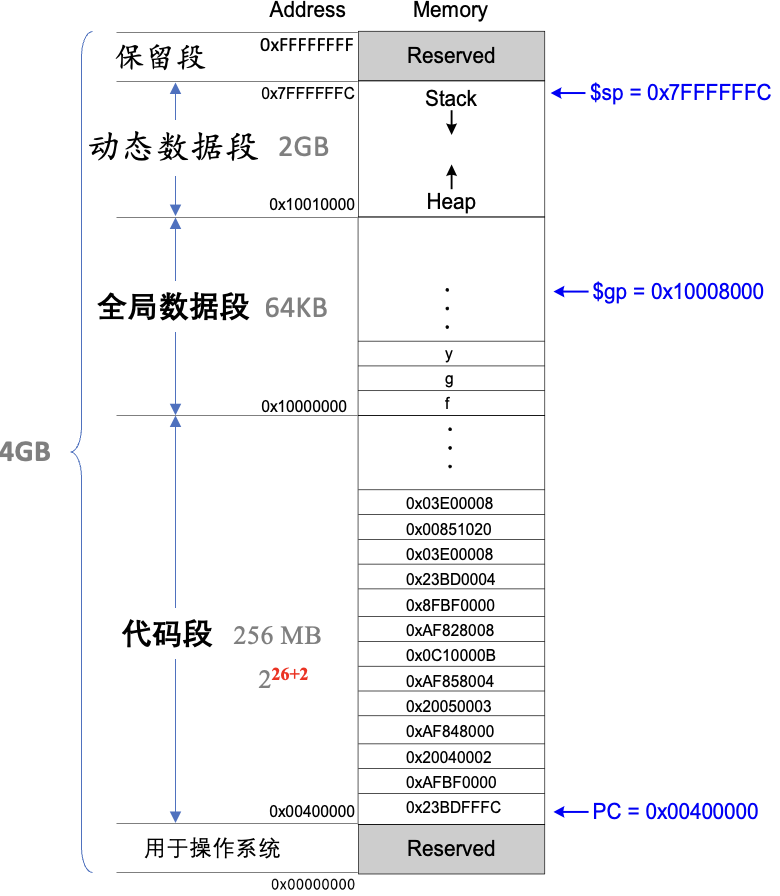 Address Memory
0xFFFFFFFF
保留段 Reserved
0x7FFFFFFC $sp = 0x7FFFFFFC
Stack
动态数据段 2GB
Heap
0x10010000
全局数据段 64KB $gp = 0x10008000
y
g
f
0x10000000
4GB
0x03E00008
0x00851020
0x03E00008
0x23BD0004
0x8FBF0000
代码段 256 MB 0xAF828008
0x0C10000B
2²⁶⁺² 0xAF858004
0x20050003
0xAF848000
0x20040002
0xAFBF0000
0x00400000 0x23BDFFFC PC = 0x00400000
用于操作系统 Reserved
0x00000000